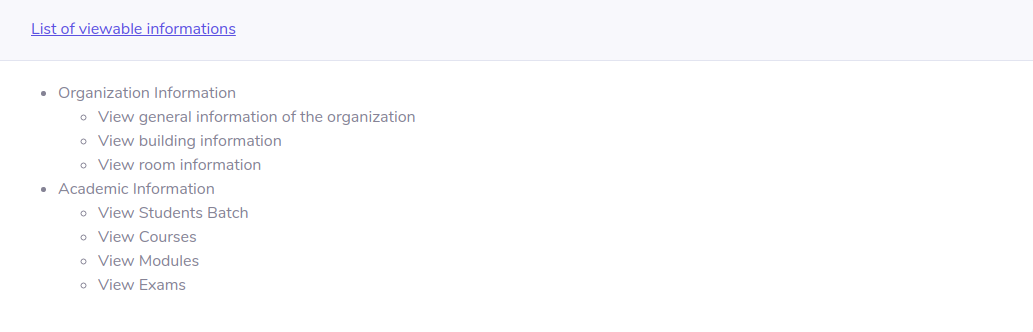 List of viewable informations
Organization Information
View general information of the organization
View building information
View room information
Academic Information
View Students Batch
View Courses
View Modules
View Exams